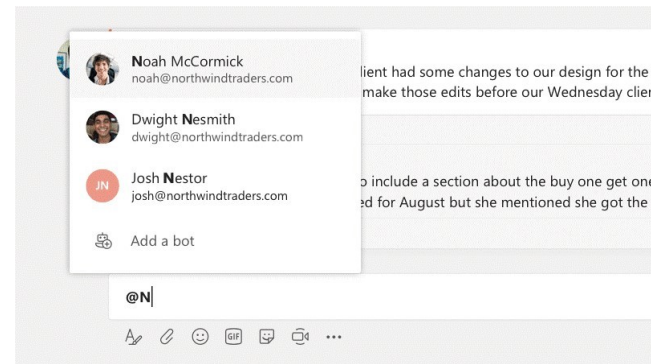 Noah McCormick
noah@northwindtraders.com
lient had some changes to our design for the
make those edits before our Wednesday clie
Dwight Nesmith
dwight@northwindtraders.com
JN
Josh Nestor
josh@northwindtraders.com
o include a section about the buy one get one
ed for August but she mentioned she got the
Add a bot
@N
GIF